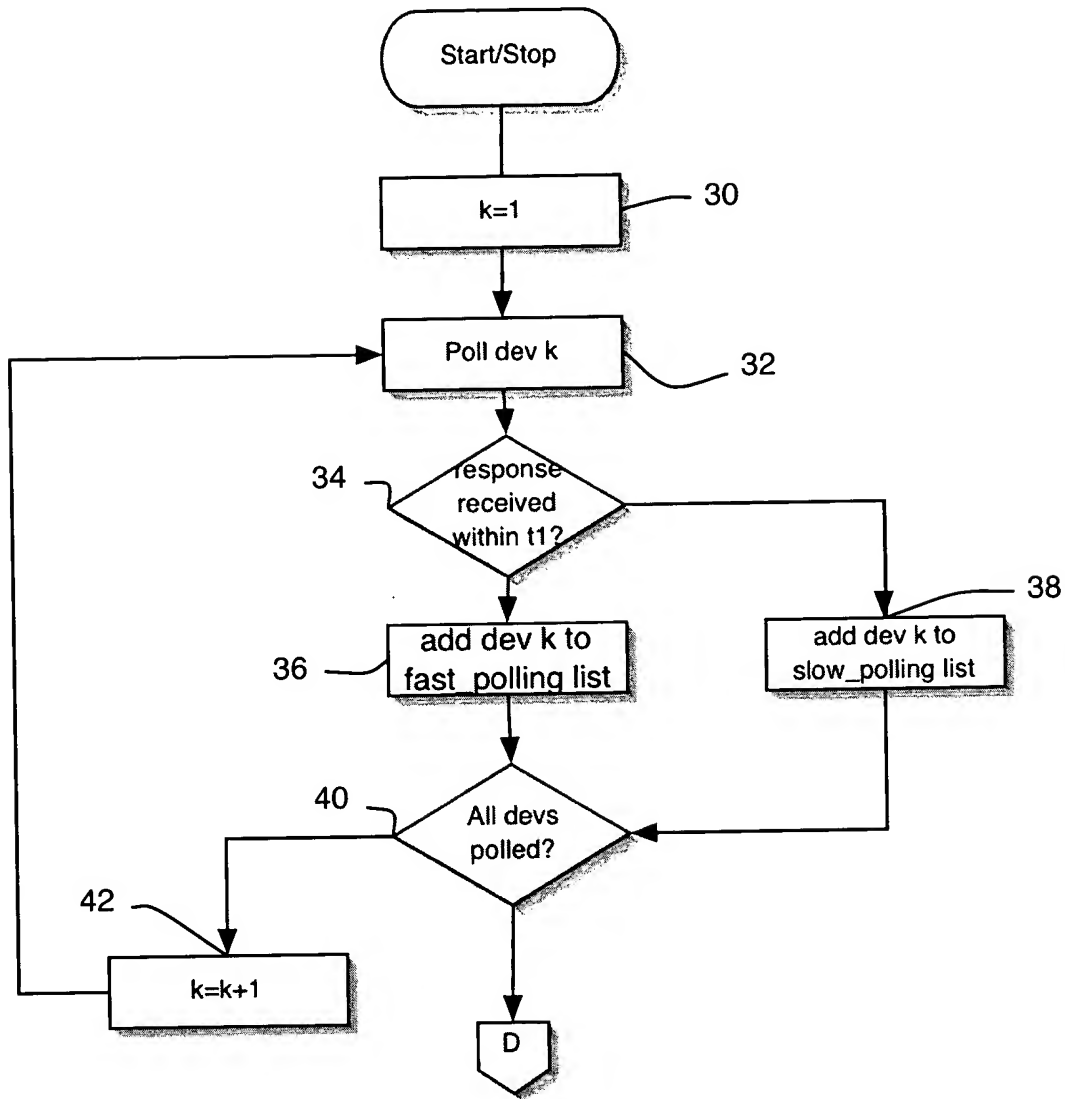 Start/Stop
k=1
30
Poll dev k
32
34
response
received
within t1?
36
add dev k to
fast_polling list
38
add dev k to
slow_polling list
40
All devs
polled?
42
k=k+1
D